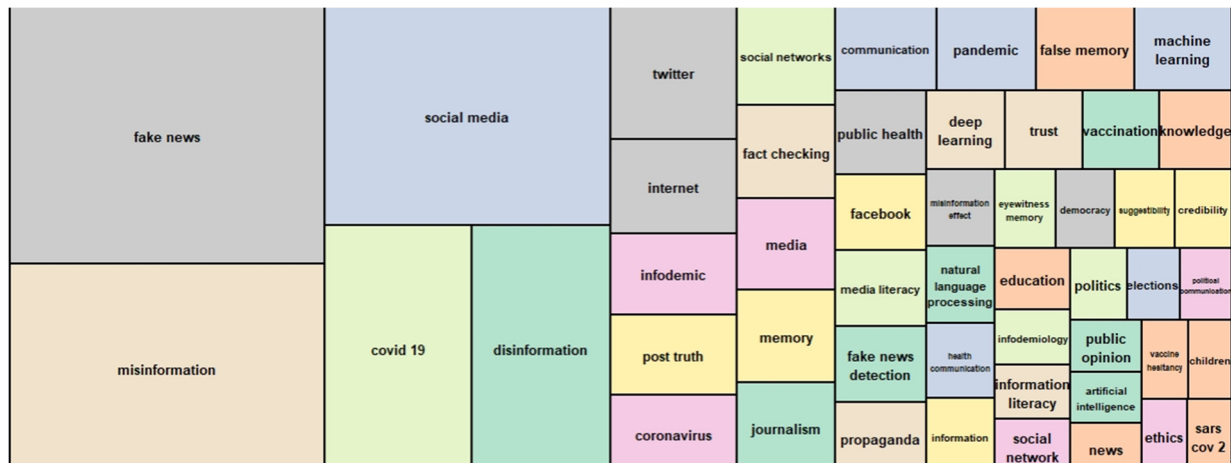 fake news
misinformation
social media
covid 19
disinformation
twitter
internet
infodemic
post truth
coronavirus
social networks
fact checking
media
memory
journalism
communication
pandemic
false memory
machine
learning
public health
deep
learning
trust
vaccination
knowledge
facebook
misinformation
effect
eyewitness
memory
democracy
suggestibility
credibility
media literacy
natural
language
processing
education
politics
elections
political
communication
fake news
detection
health
communication
infodemiology
public
opinion
vaccine
hesitancy
children
information
literacy
artificial
intelligence
propaganda
information
social
network
news
ethics
sars
cov 2